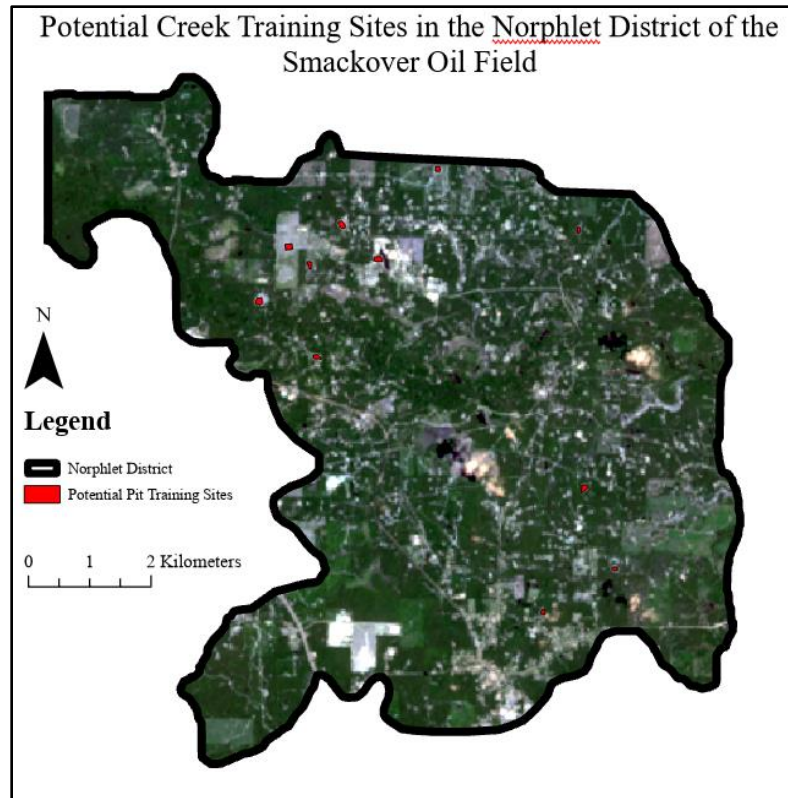 Potential Creek Training Sites in the Norphlet District of the
Smackover Oil Field
N
Legend
Norphlet District
Potential Pit Training Sites
0 1 2 Kilometers